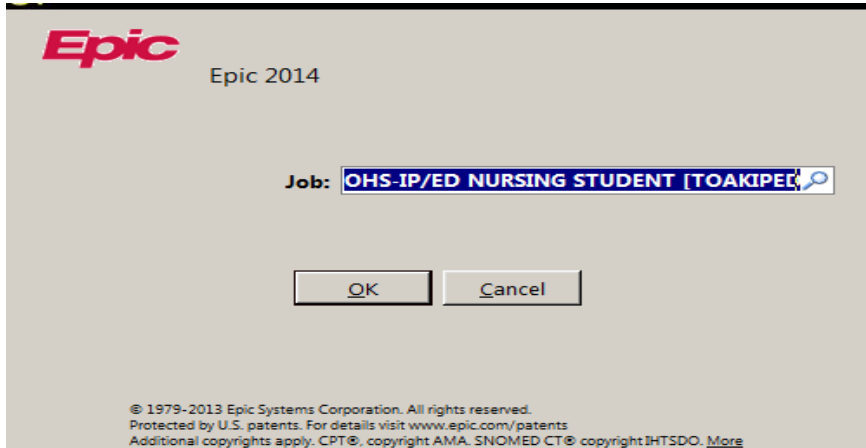 Epic
Epic 2014
Job: OHS-IP/ED NURSING STUDENT [TOAKIPED
OK Cancel
© 1979-2013 Epic Systems Corporation. All rights reserved.
Protected by U.S. patents. For details visit www.epic.com/patents
Additional copyrights apply. CPT®, copyright AMA. SNOMED CT® copyright IHTSDO. More